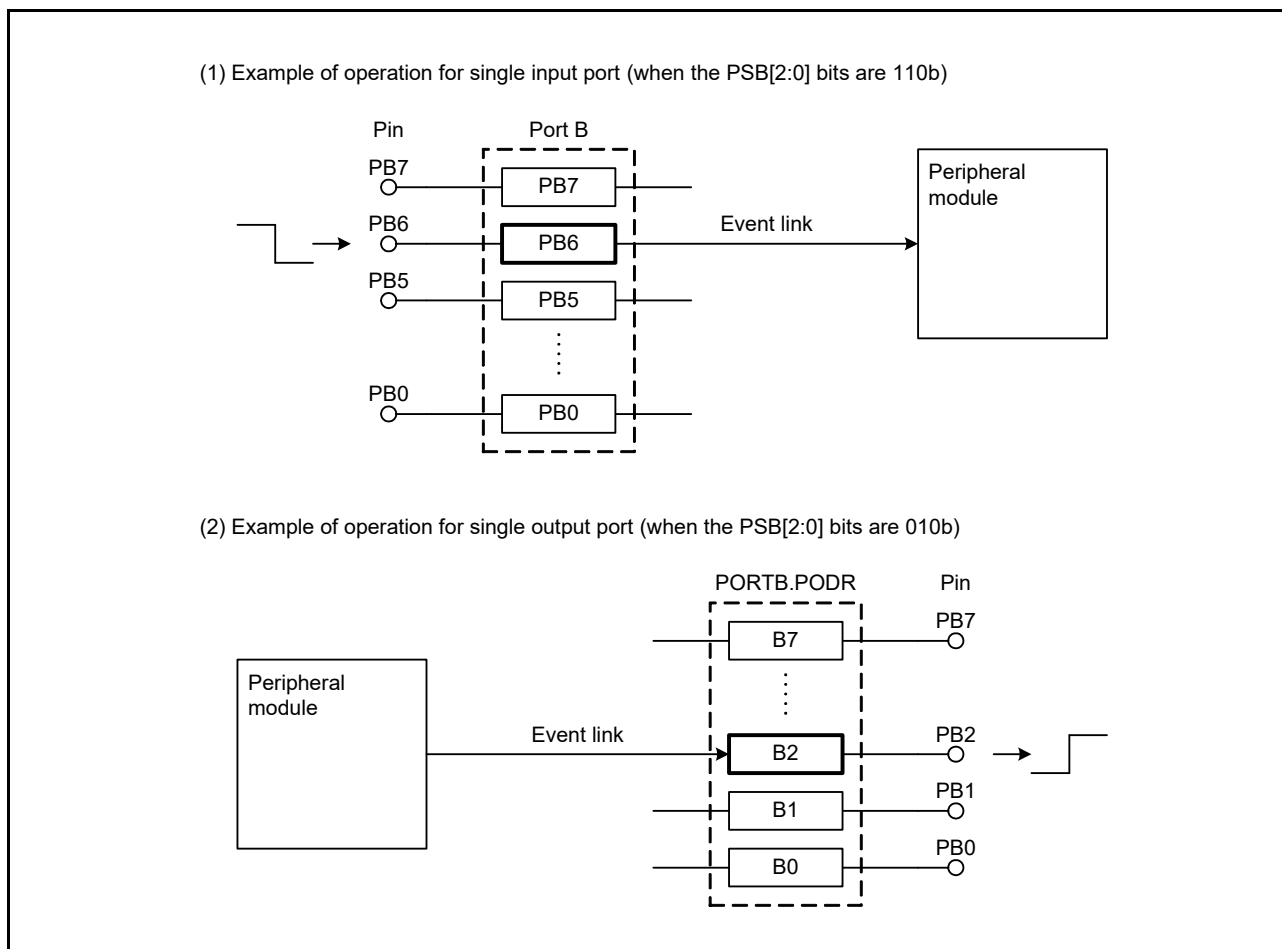 (1) Example of operation for single input port (when the PSB[2:0] bits are 110b)
Pin
Port B
PB7
PB7
Peripheral
module
PB6
PB6
Event link
PB5
PB5
PB0
PB0
(2) Example of operation for single output port (when the PSB[2:0] bits are 010b)
PORTB.PODR
Pin
B7
PB7
Peripheral
module
Event link
B2
PB2
B1
PB1
B0
PB0